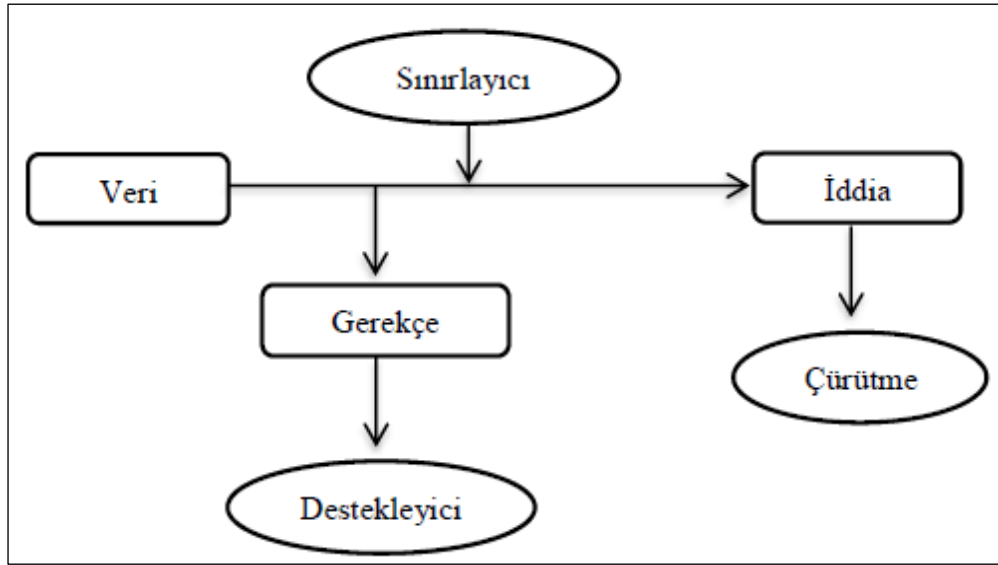 Sınırlayıcı
Veri
İddia
Gerekçe
Çürütme
Destekleyici